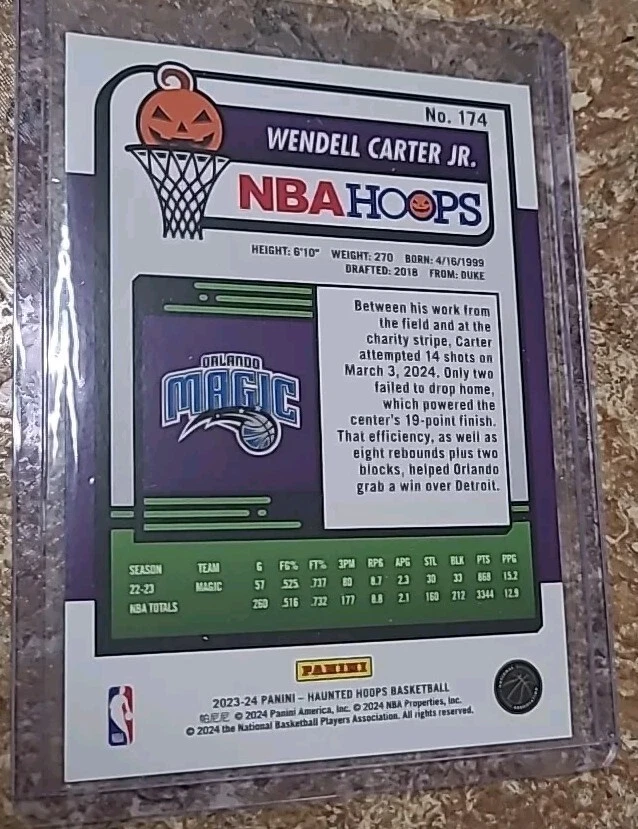 No. 174
WENDELL CARTER JR.
NBA HOOPS
HEIGHT: 6'10" WEIGHT: 270 BORN: 4/16/1999
DRAFTED: 2018 FROM: DUKE
Between his work from
the field and at the
charity stripe, Carter
attempted 14 shots on
March 3, 2024. Only two
failed to drop home,
which powered the
center's 19-point finish.
That efficiency, as well as
eight rebounds plus two
blocks, helped Orlando
grab a win over Detroit.
ORLANDO
MAGIC
SEASON TEAM G FG% FT% 3PM RPG APG STL BLK PTS PPG
22-23 MAGIC 57 .525 .737 80 8.7 2.3 30 33 869 15.2
NBA TOTALS 260 .516 .732 177 8.8 2.1 160 212 3344 12.9
PANINI
2023-24 PANINI – HAUNTED HOOPS BASKETBALL
帕尼尼 © 2024 Panini America, Inc. © 2024 NBA Properties, Inc.
© 2024 the National Basketball Players Association. All rights reserved.
NBA